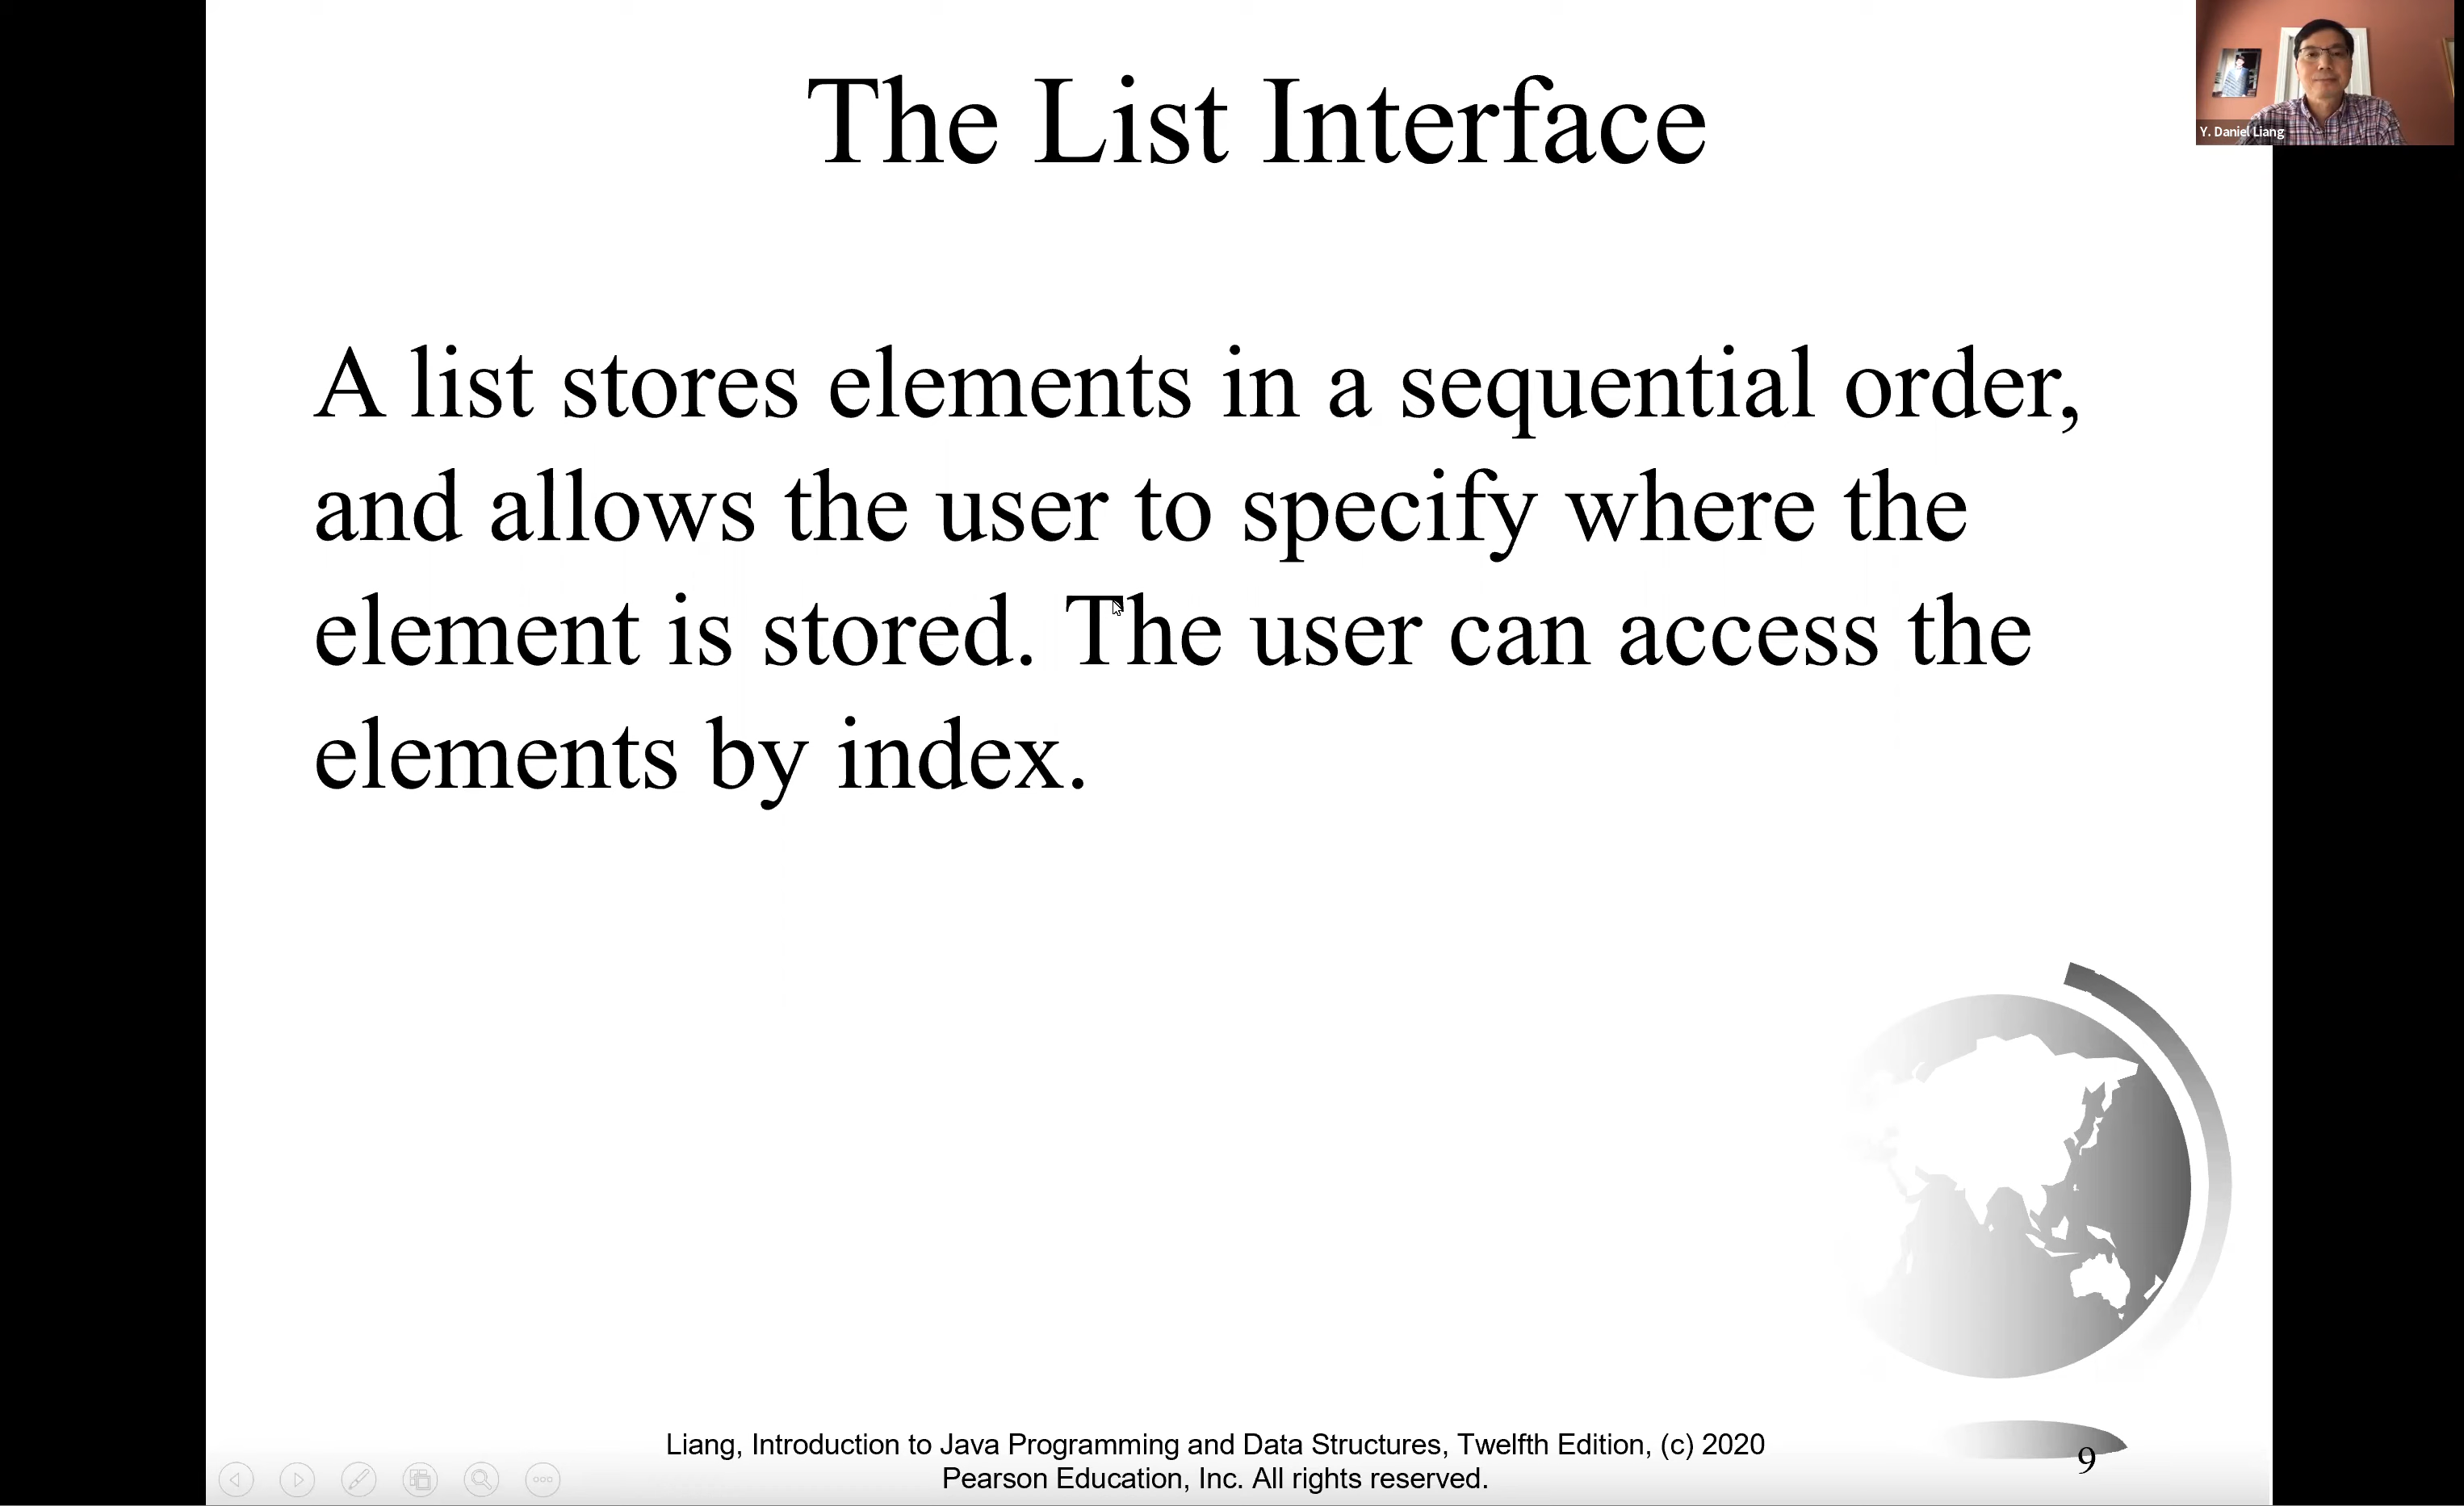 The List Interface
Y. Daniel Liang
A list stores elements in a sequential order,
and allows the user to specify where the
element is stored. The user can access the
elements by index.
Liang, Introduction to Java Programming and Data Structures, Twelfth Edition, (c) 2020
Pearson Education, Inc. All rights reserved.
9